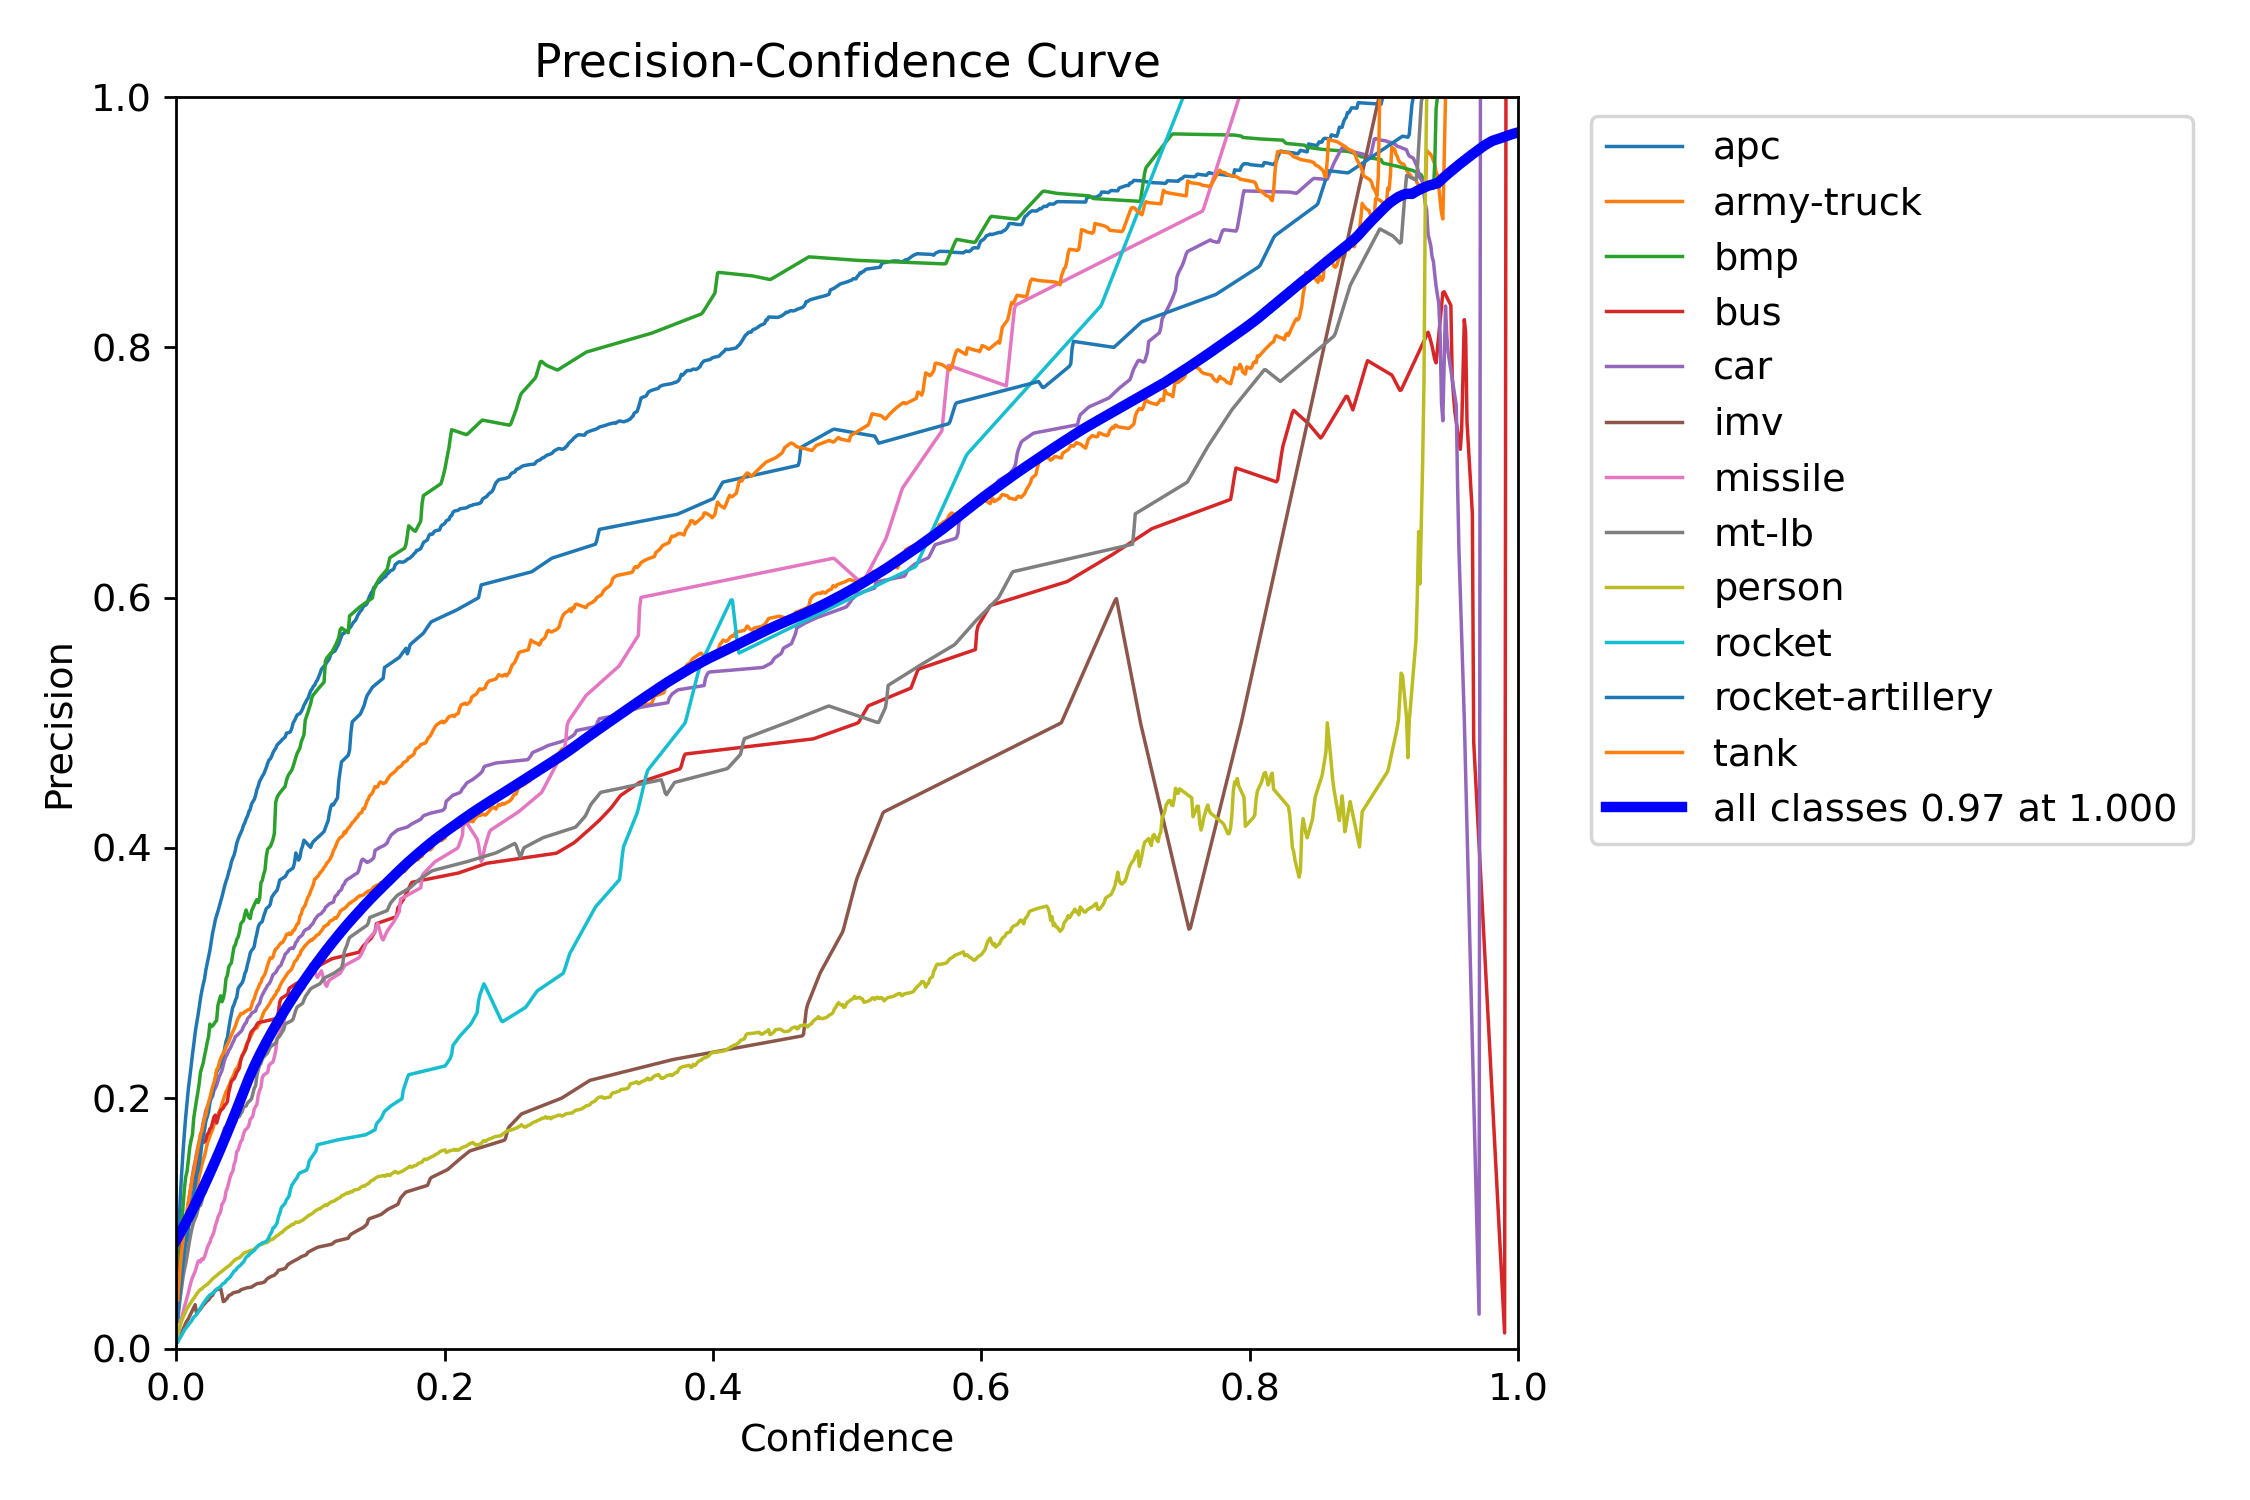 Precision-Confidence Curve
1.0
0.8
0.6
0.4
0.2
0.0
Precision
0.0 0.2 0.4 0.6 0.8 1.0
Confidence
apc
army-truck
bmp
bus
car
imv
missile
mt-lb
person
rocket
rocket-artillery
tank
all classes 0.97 at 1.000